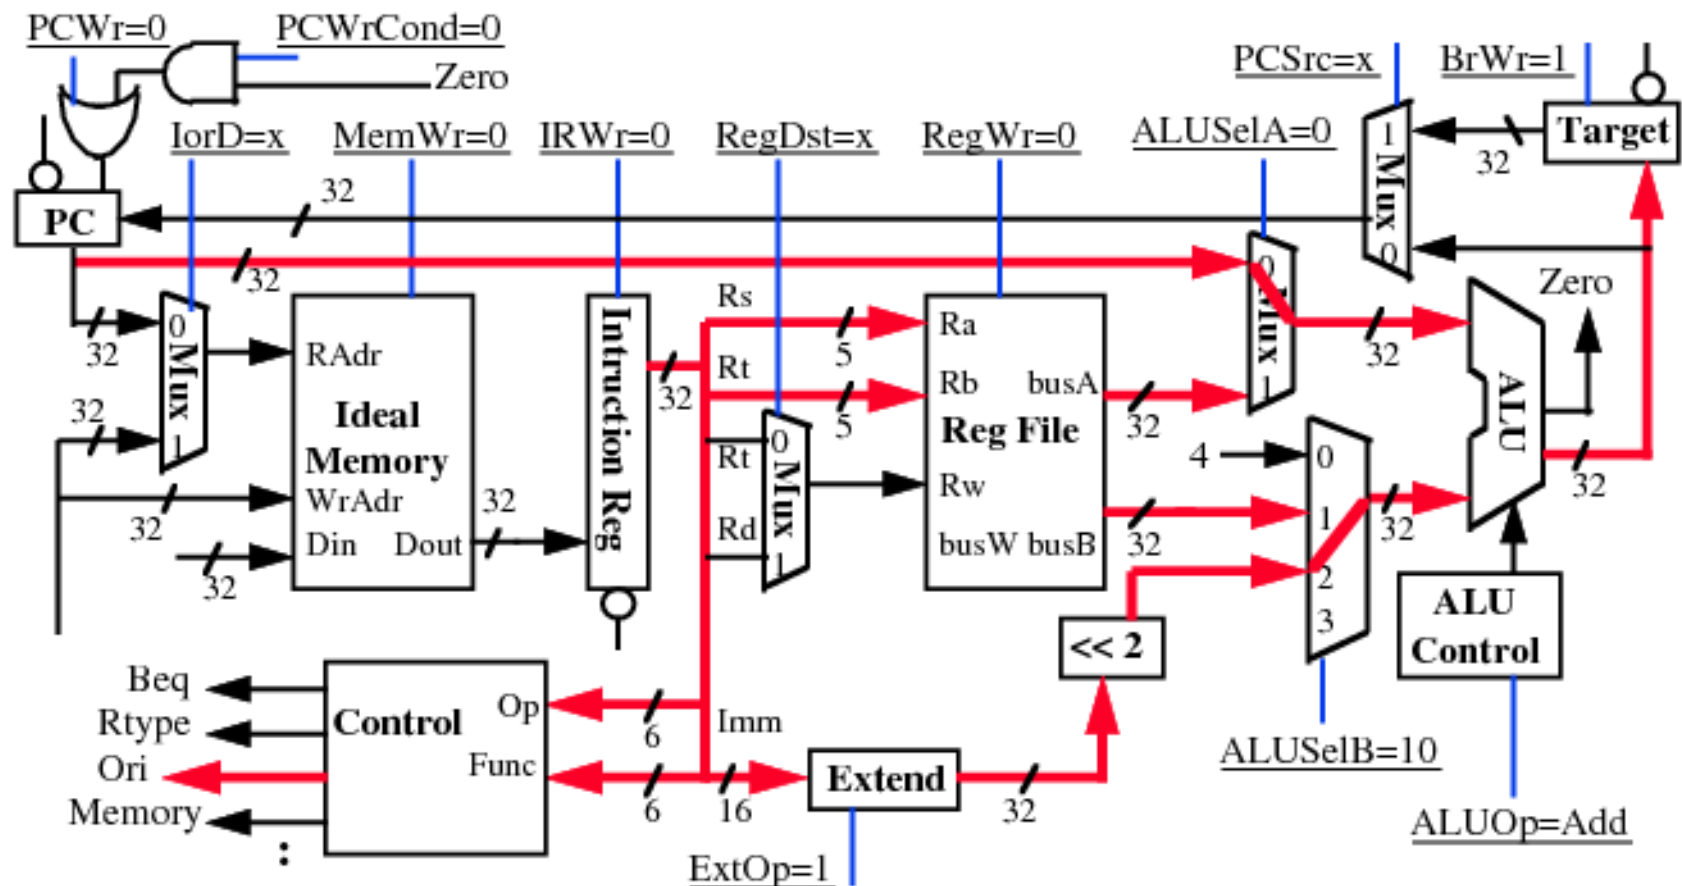 PCWr=0 PCWrCond=0
Zero
PCSrc=x BrWr=1
IorD=x MemWr=0 IRWr=0 RegDst=x RegWr=0 ALUSelA=0
1 Mux 0
32
Target
PC
32
32
0 Mux 1
32
32
32
32
RAdr
Ideal
Memory
WrAdr
Din Dout
32
Intruction Reg
32
Rs
Rt
Rt
Rd
5
5
0 Mux 1
Ra
Rb busA
Reg File
Rw
busW busB
32
32
0 Mux 1
32
4
0
1
2
3
32
ALU
Zero
32
<< 2
ALU
Control
Beq
Rtype
Ori
Memory
:
Control
Op
Func
6
6
Imm
16
Extend
32
ExtOp=1
ALUSelB=10
ALUOp=Add